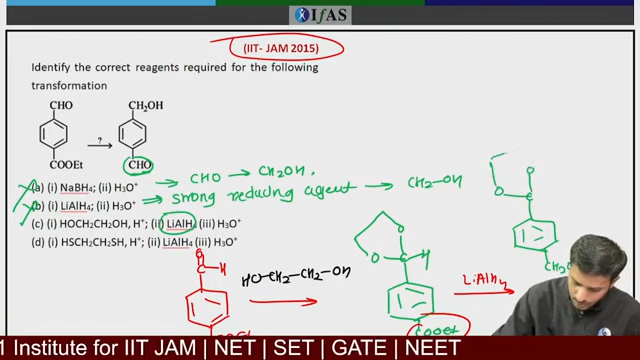 IfAS
(IIT- JAM 2015)
Identify the correct reagents required for the following
transformation
CHO
CH₂OH
?
COOEt
CHO
(a) (i) NaBH₄; (ii) H₃O⁺
→ CHO → CH₂OH.
(b) (i) LiAlH₄; (ii) H₃O⁺
→ strong reducing agent → CH₂-OH
(c) (i) HOCH₂CH₂OH, H⁺; (ii) LiAlH₄ (iii) H₃O⁺
(d) (i) HSCH₂CH₂SH, H⁺; (ii) LiAlH₄ (iii) H₃O⁺
O
C-H
HO-CH₂-CH₂-OH
O
O
C-H
COOEt
LiAlH₄
O
O
C
1 Institute for IIT JAM | NET | SET | GATE | NEET